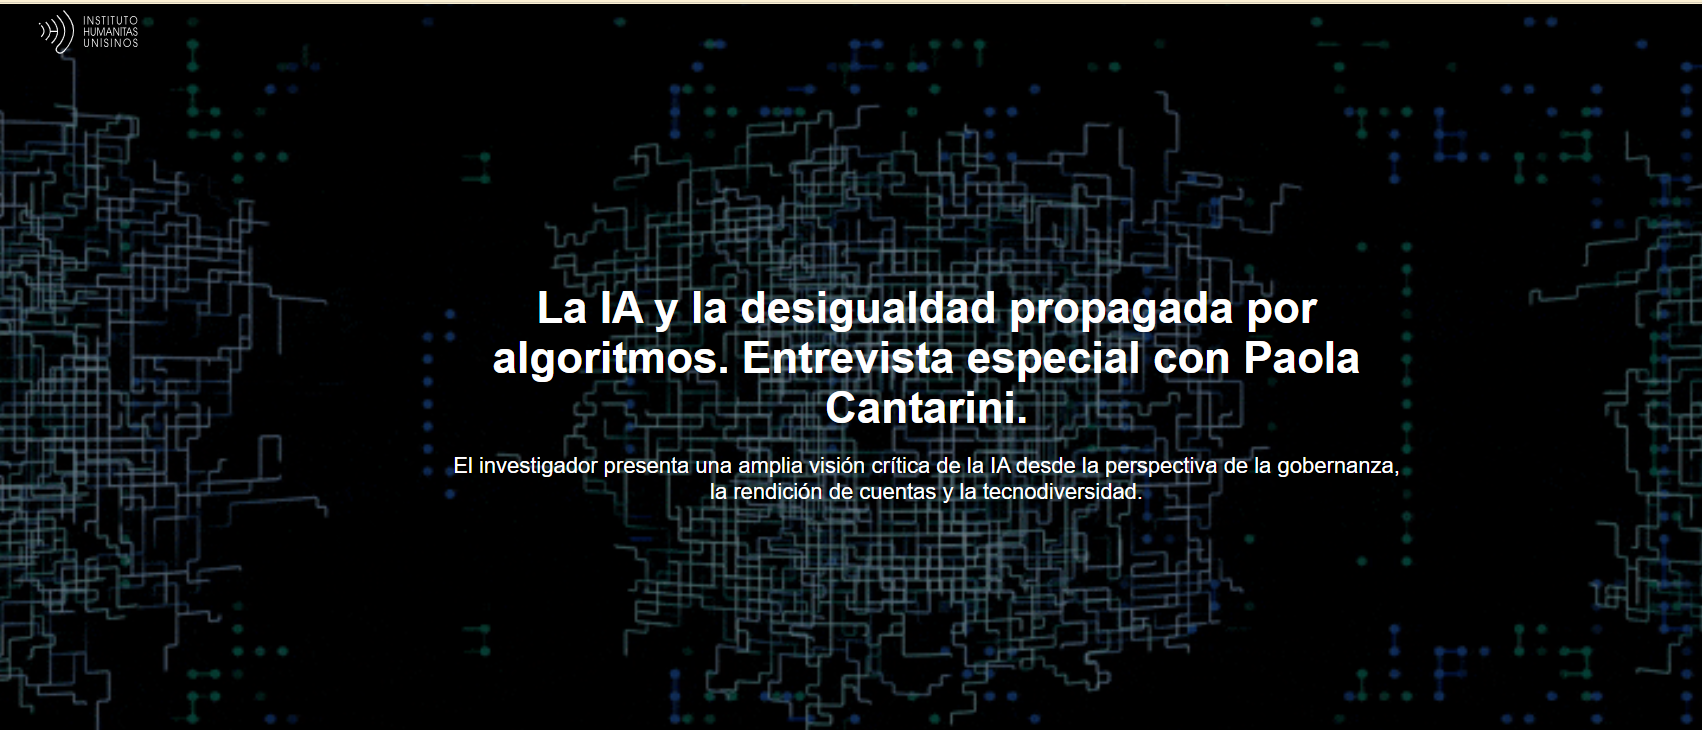 INSTITUTO
HUMANITAS
UNISINOS
La IA y la desigualdad propagada por
algoritmos. Entrevista especial con Paola
Cantarini.
El investigador presenta una amplia visión crítica de la IA desde la perspectiva de la gobernanza,
la rendición de cuentas y la tecnodiversidad.